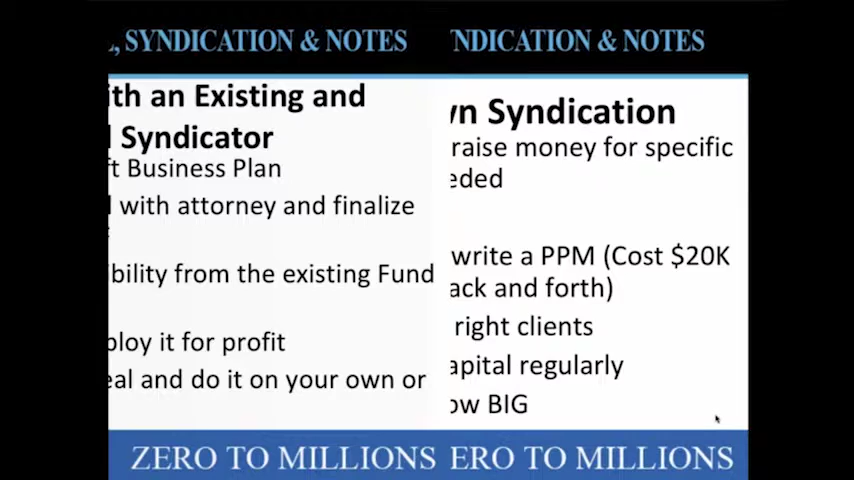 , SYNDICATION & NOTES
ith an Existing and
Syndicator
ft Business Plan
with attorney and finalize
ibility from the existing Fund
ploy it for profit
eal and do it on your own or
ZERO TO MILLIONS
NDICATION & NOTES
vn Syndication
raise money for specific
eded
write a PPM (Cost $20K
ack and forth)
right clients
apital regularly
ow BIG
ERO TO MILLIONS